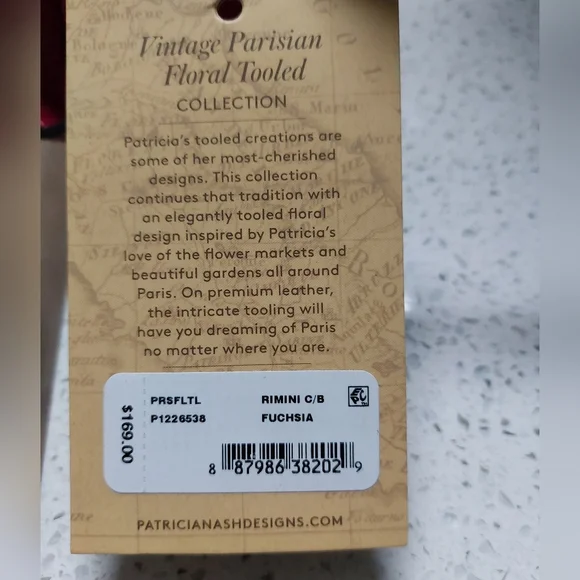 Vintage Parisian
Floral Tooled
COLLECTION
Patricia's tooled creations are
some of her most-cherished
designs. This collection
continues that tradition with
an elegantly tooled floral
design inspired by Patricia's
love of the flower markets and
beautiful gardens all around
Paris. On premium leather,
the intricate tooling will
have you dreaming of Paris
no matter where you are.
$169.00
PRSFLTL RIMINI C/B
P1226538 FUCHSIA
8 87986 38202 9
PATRICIANASHDESIGNS.COM